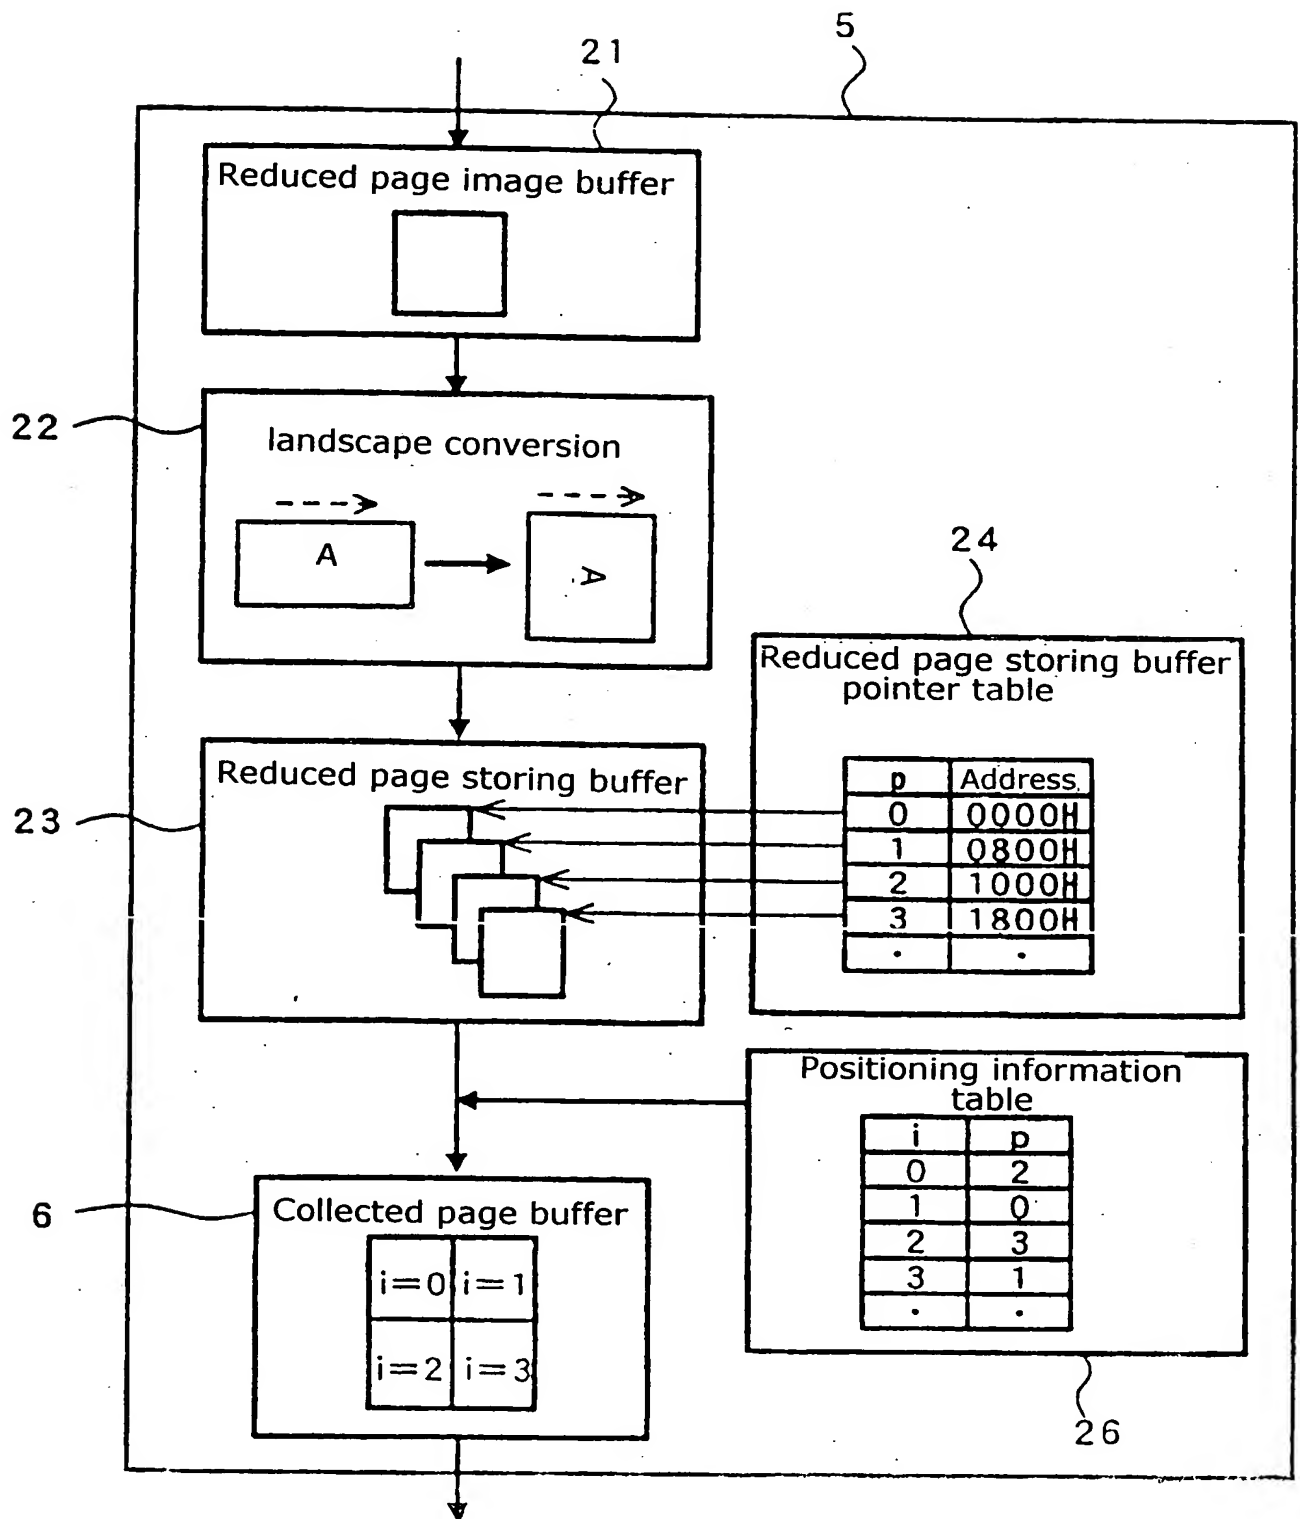 5
21
Reduced page image buffer
22
landscape conversion
A
A
24
Reduced page storing buffer
pointer table
p Address
0 0000H
1 0800H
2 1000H
3 1800H
. .
23
Reduced page storing buffer
Positioning information
table
i p
0 2
1 0
2 3
3 1
. .
26
6
Collected page buffer
i=0 i=1
i=2 i=3